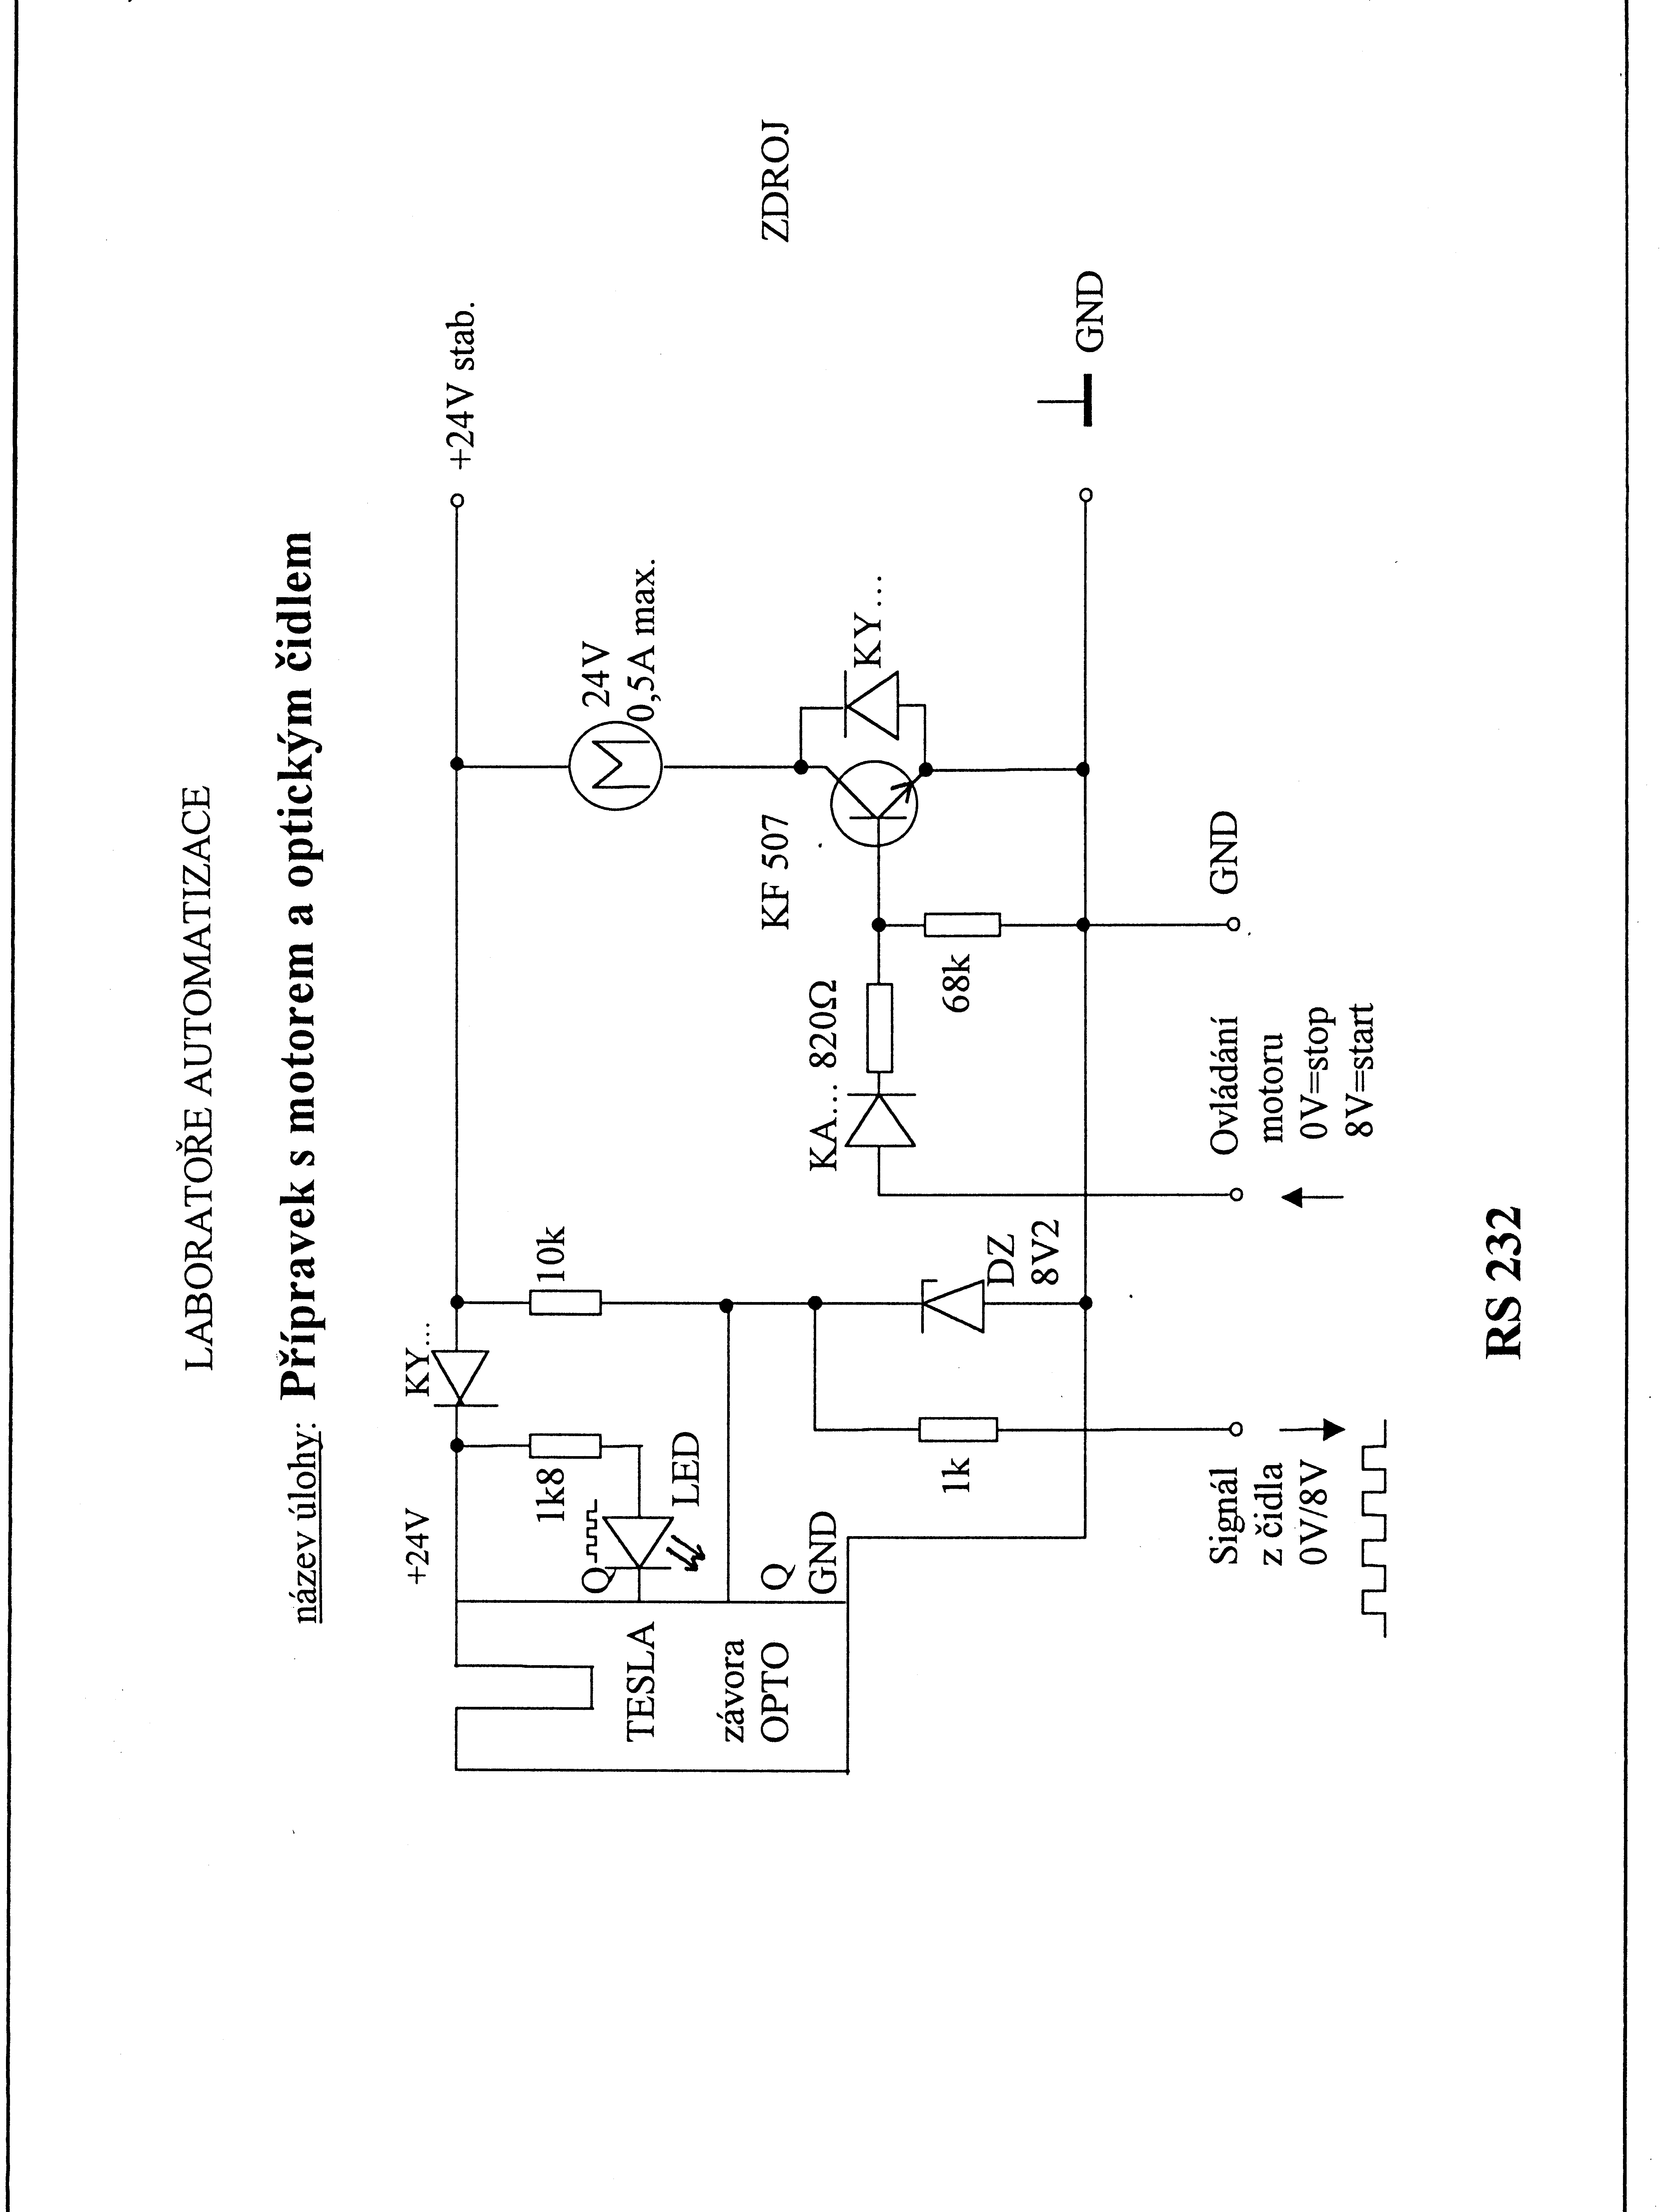 LABORATOŘE AUTOMATIZACE
název úlohy: Přípravek s motorem a optickým čidlem
+24V
KY...
+24V stab.
1k8
10k
24V
0,5A max.
Q
LED
TESLA
závora
OPTO
Q
GND
KF 507
ZDROJ
KA... 820Ω
KY...
1k
DZ
8V2
68k
GND
Signál
z čidla
0V/8V
Ovládání
motoru
0V=stop
8V=start
GND
M
RS 232